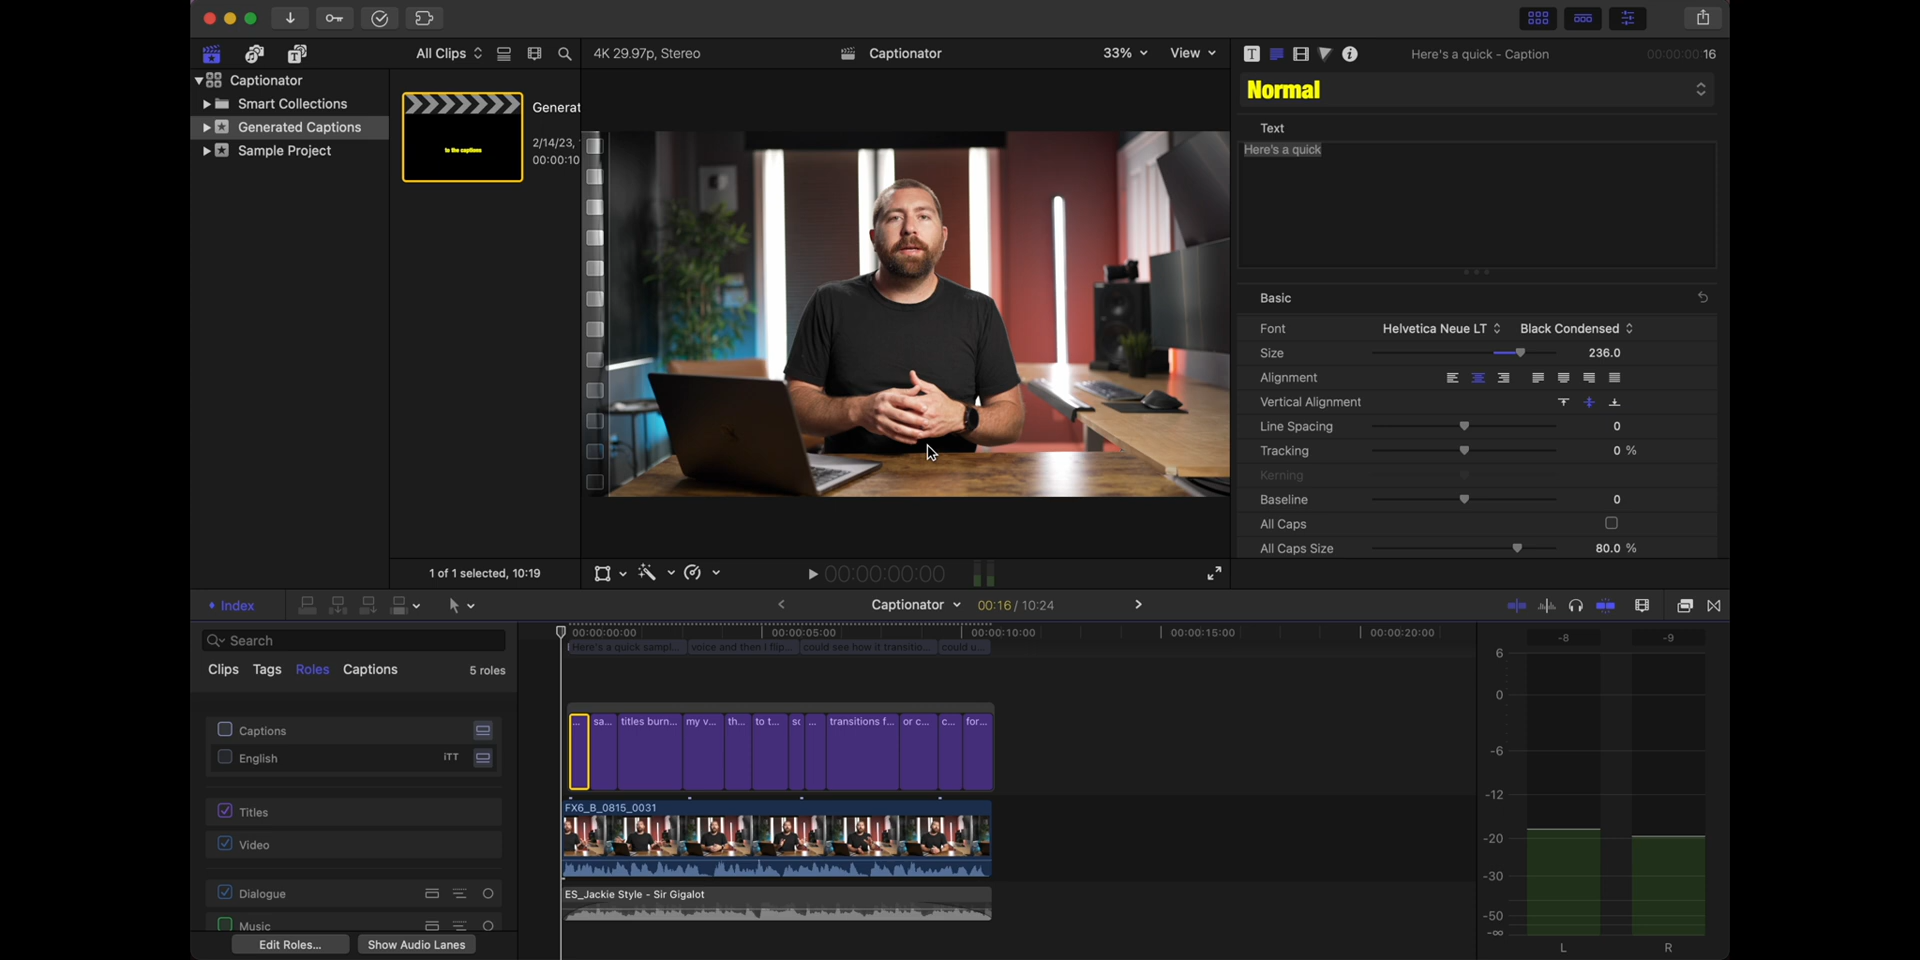 All Clips
4K 29.97p, Stereo
Captionator
33%
View
Here's a quick - Caption
00:00:00:16
Captionator
Smart Collections
Generated Captions
Sample Project
to the captions
Generat
2/14/23,
00:00:10
Normal
Text
Here's a quick
Basic
Font
Helvetica Neue LT
Black Condensed
Size
236.0
Alignment
Vertical Alignment
Line Spacing
0
Tracking
0 %
Kerning
Baseline
0
All Caps
All Caps Size
80.0 %
1 of 1 selected, 10:19
00:00:00:00
Index
Captionator
00:16 / 10:24
Search
Clips
Tags
Roles
Captions
5 roles
Captions
English
iTT
Titles
Video
Dialogue
Music
Edit Roles...
Show Audio Lanes
00:00:00:00
00:00:05:00
00:00:10:00
00:00:15:00
00:00:20:00
Here's a quick sampl...
voice and then I flip...
could see how it transitio...
could u...
...
sa...
titles burn...
my v...
th...
to t...
so
...
transitions f...
or c...
c...
for...
FX6_B_0815_0031
ES_Jackie Style - Sir Gigalot
-8
-9
6
0
-6
-12
-20
-30
-50
-∞
L
R